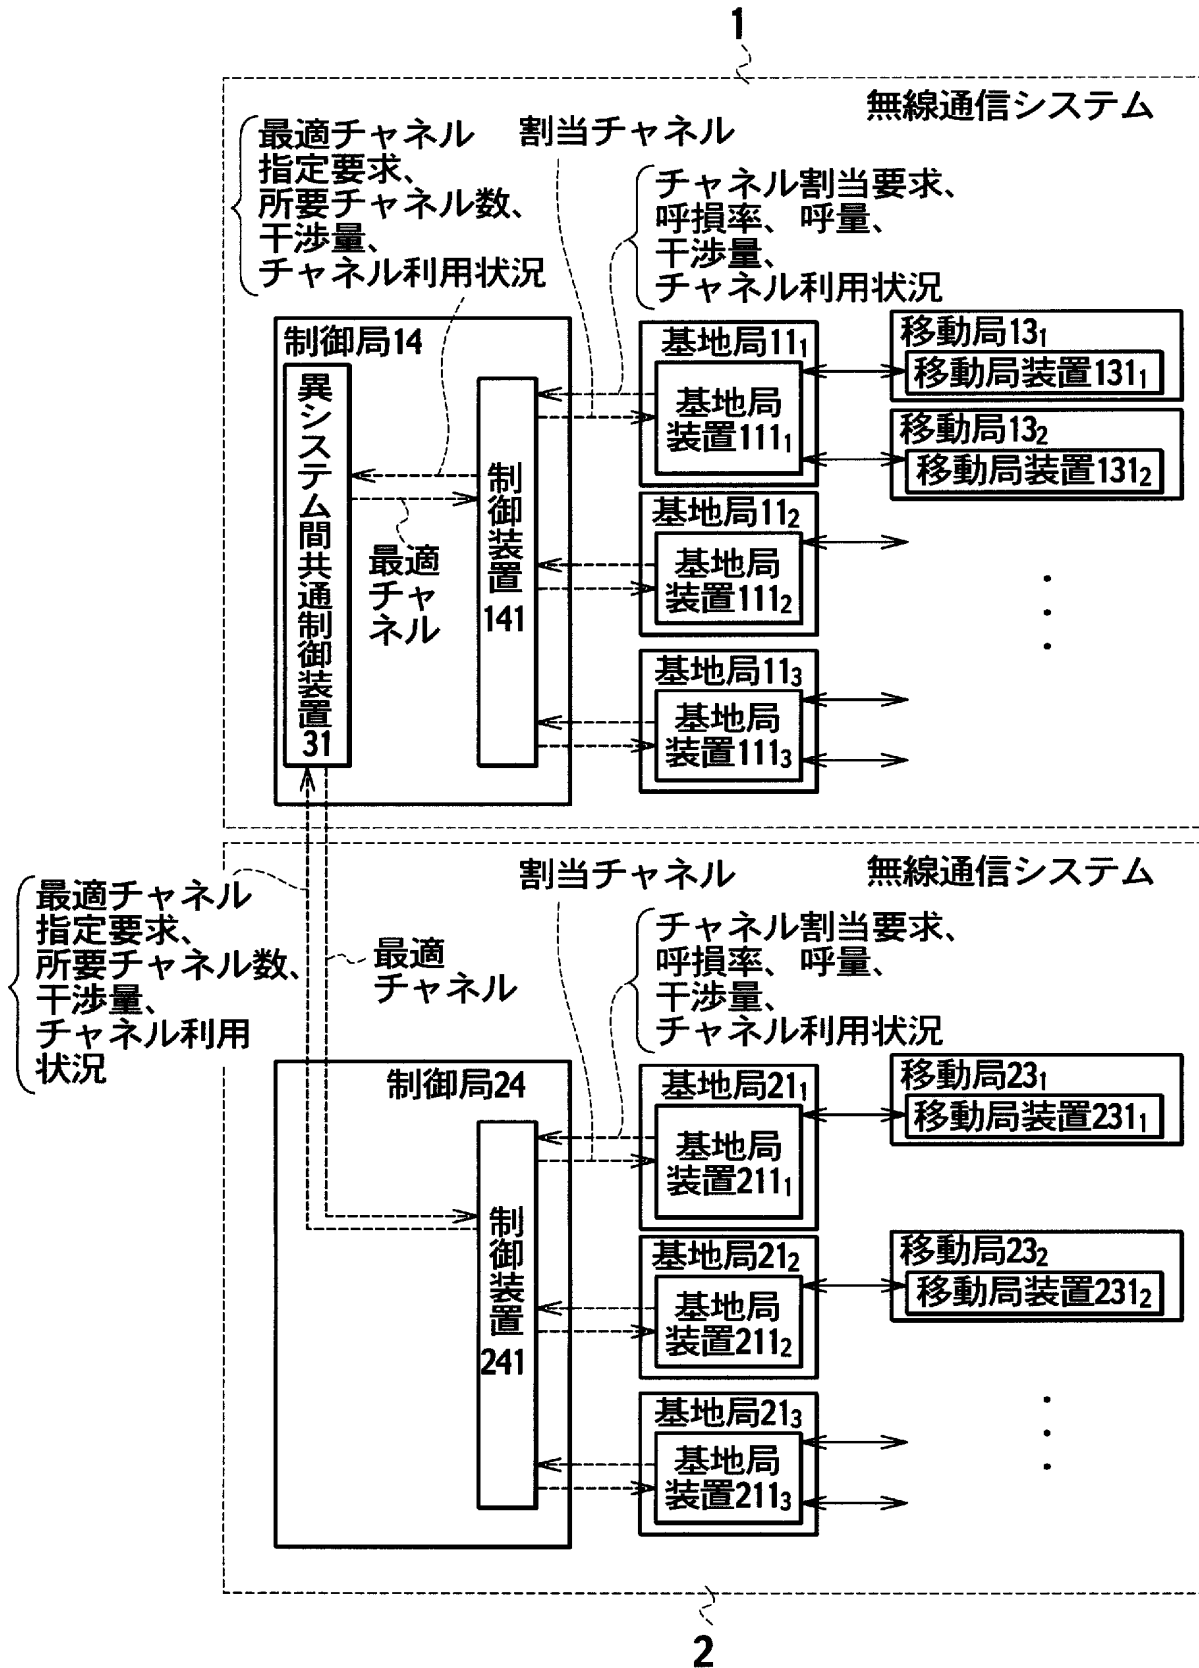 1
無線通信システム
最適チャネル
指定要求、
所要チャネル数、
干渉量、
チャネル利用状況
割当チャネル
チャネル割当要求、
呼損率、呼量、
干渉量、
チャネル利用状況
制御局14
異システム間共通制御装置31
最適
チャ
ネル
制御装置141
基地局11₁
基地局
装置111₁
移動局13₁
移動局装置131₁
移動局13₂
移動局装置131₂
基地局11₂
基地局
装置111₂
基地局11₃
基地局
装置111₃
無線通信システム
最適チャネル
指定要求、
所要チャネル数、
干渉量、
チャネル利用
状況
最適
チャネル
割当チャネル
チャネル割当要求、
呼損率、呼量、
干渉量、
チャネル利用状況
制御局24
制御装置241
基地局21₁
基地局
装置211₁
移動局23₁
移動局装置231₁
基地局21₂
基地局
装置211₂
移動局23₂
移動局装置231₂
基地局21₃
基地局
装置211₃
2